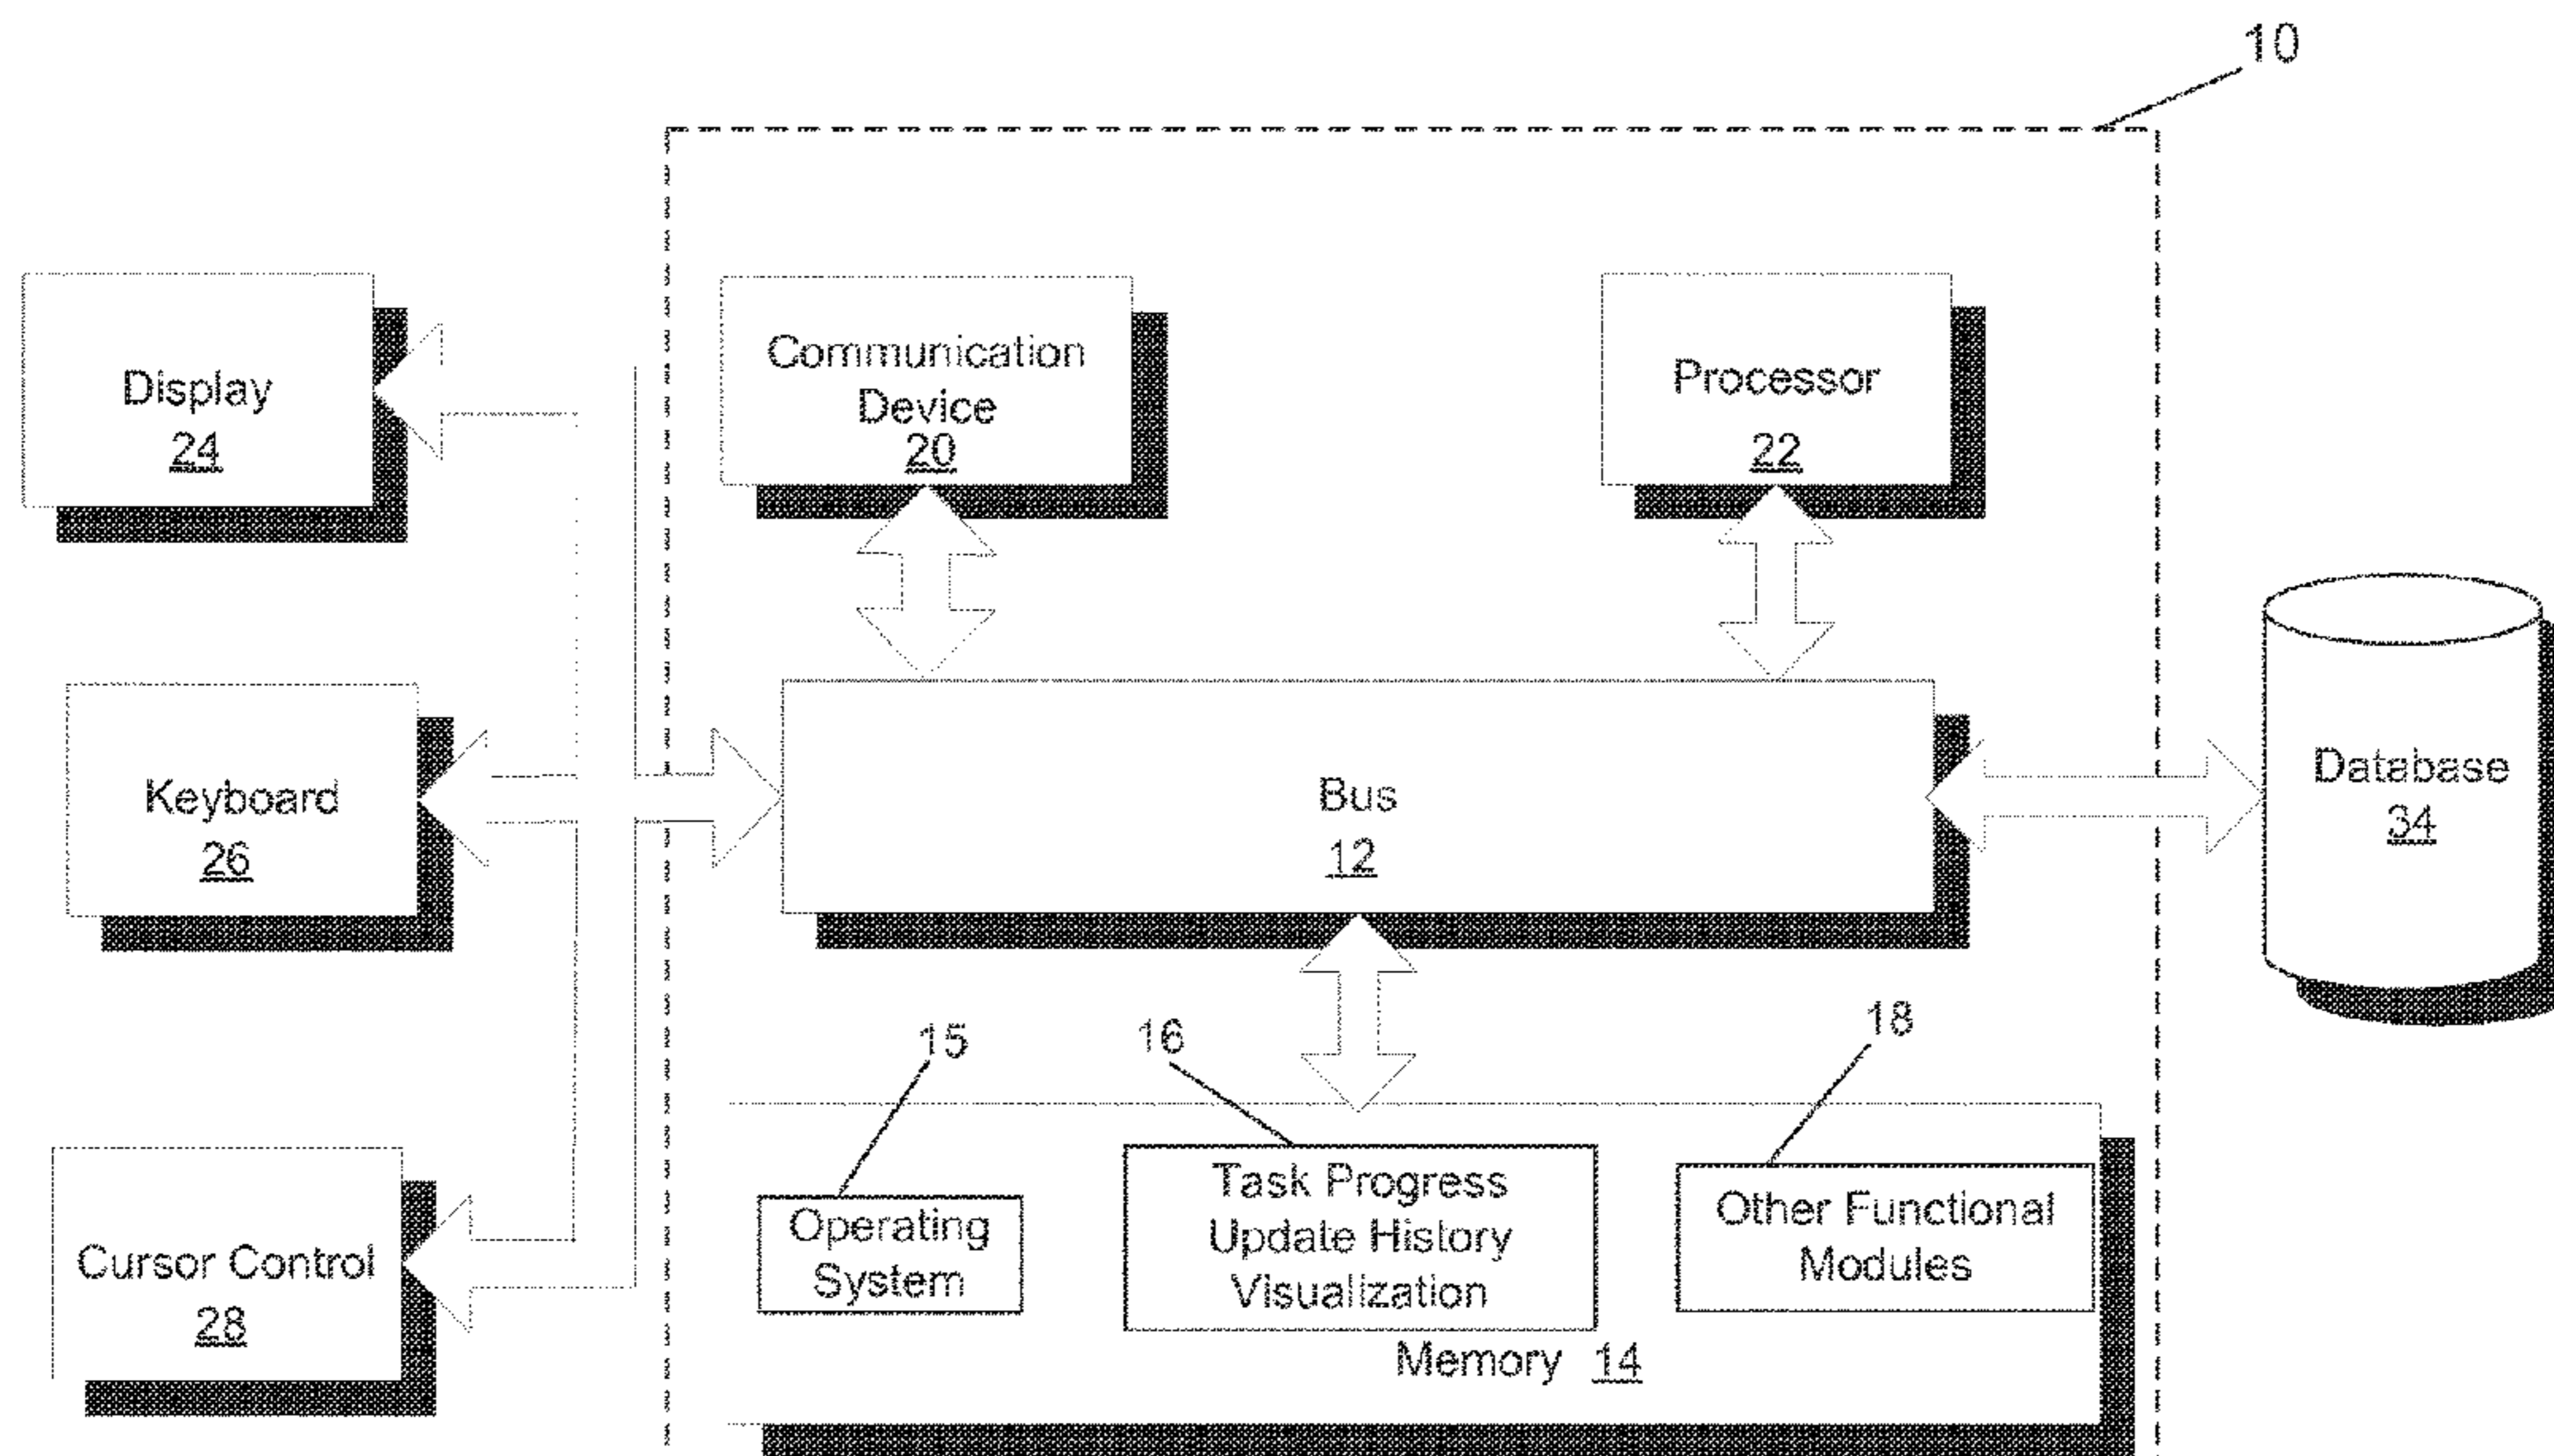 10
Display
24
Communication
Device
20
Processor
22
Keyboard
26
Bus
12
Database
34
15
16
18
Cursor Control
28
Operating
System
Task Progress
Update History
Visualization
Other Functional
Modules
Memory 14